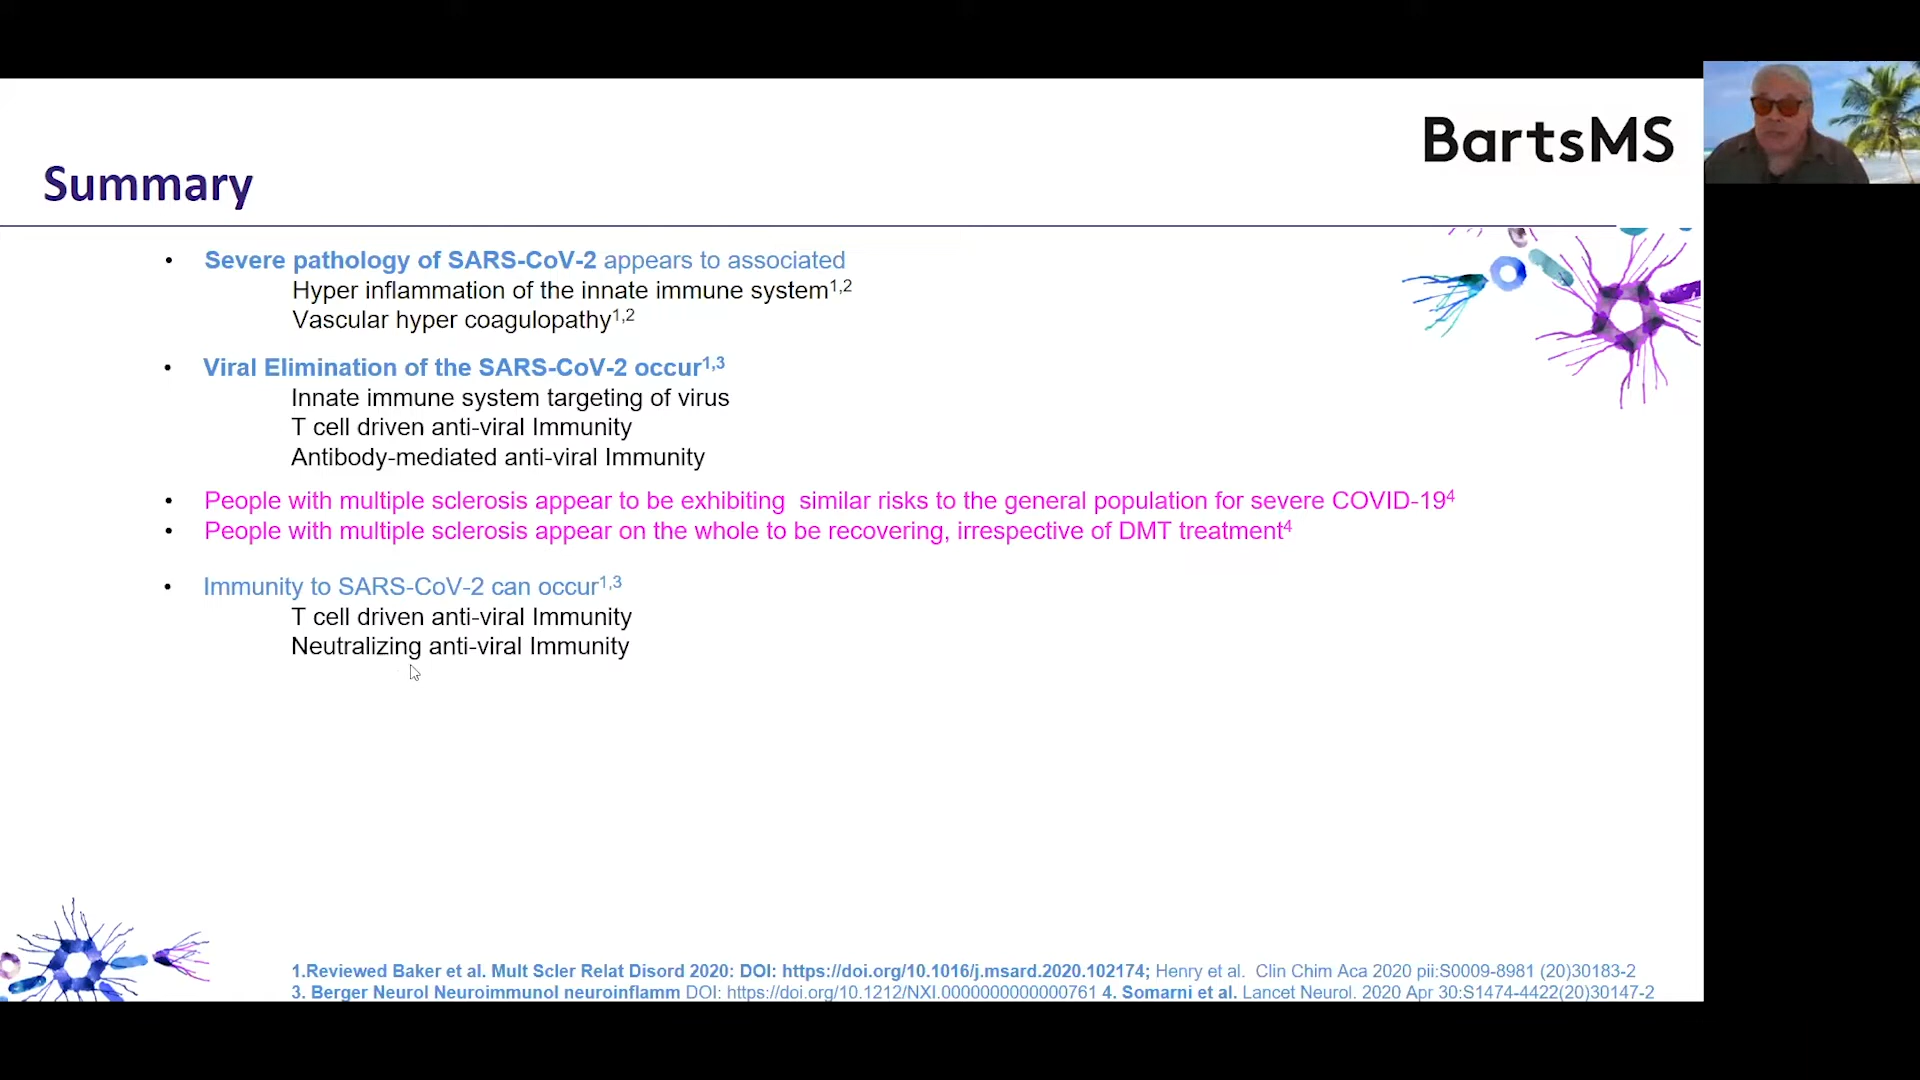 BartsMS
Summary
• Severe pathology of SARS-CoV-2 appears to associated
Hyper inflammation of the innate immune system1,2
Vascular hyper coagulopathy1,2
• Viral Elimination of the SARS-CoV-2 occur1,3
Innate immune system targeting of virus
T cell driven anti-viral Immunity
Antibody-mediated anti-viral Immunity
• People with multiple sclerosis appear to be exhibiting  similar risks to the general population for severe COVID-194
• People with multiple sclerosis appear on the whole to be recovering, irrespective of DMT treatment4
• Immunity to SARS-CoV-2 can occur1,3
T cell driven anti-viral Immunity
Neutralizing anti-viral Immunity
1.Reviewed Baker et al. Mult Scler Relat Disord 2020: DOI: https://doi.org/10.1016/j.msard.2020.102174; Henry et al.  Clin Chim Aca 2020 pii:S0009-8981 (20)30183-2
3. Berger Neurol Neuroimmunol neuroinflamm DOI: https://doi.org/10.1212/NXI.0000000000000761 4. Somarni et al. Lancet Neurol. 2020 Apr 30:S1474-4422(20)30147-2